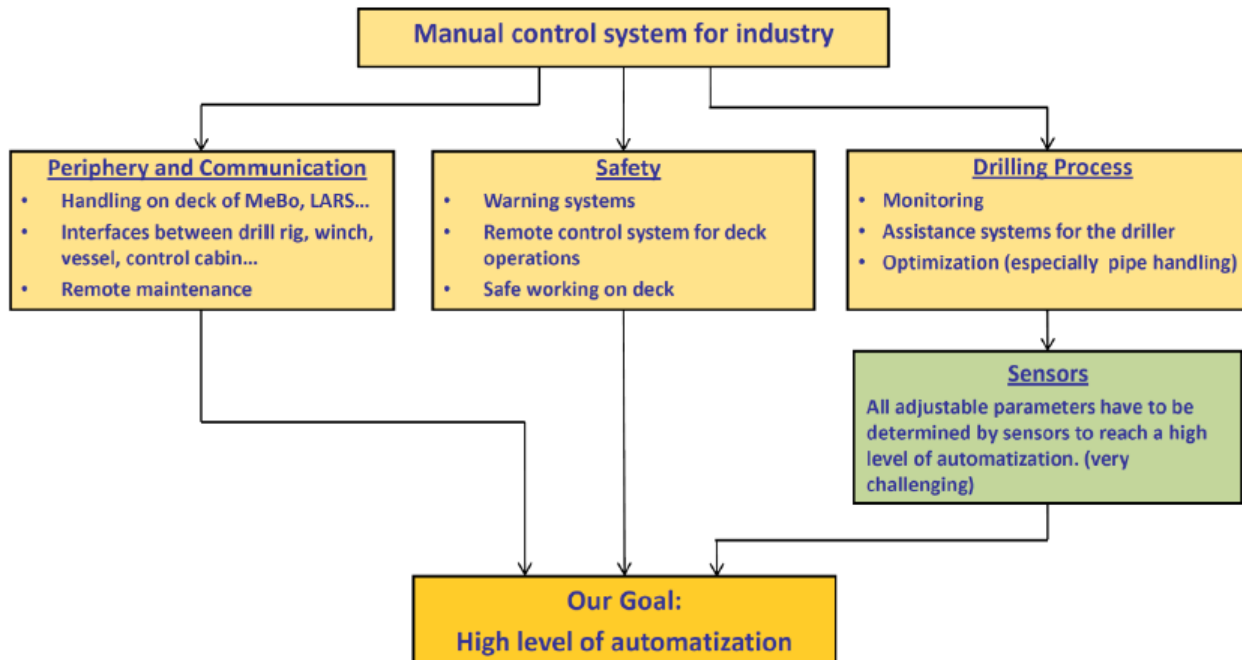 Manual control system for industry
Periphery and Communication
• Handling on deck of MeBo, LARS...
• Interfaces between drill rig, winch,
vessel, control cabin...
• Remote maintenance
Safety
• Warning systems
• Remote control system for deck
operations
• Safe working on deck
Drilling Process
• Monitoring
• Assistance systems for the driller
• Optimization (especially pipe handling)
Sensors
All adjustable parameters have to be
determined by sensors to reach a high
level of automatization. (very
challenging)
Our Goal:
High level of automatization